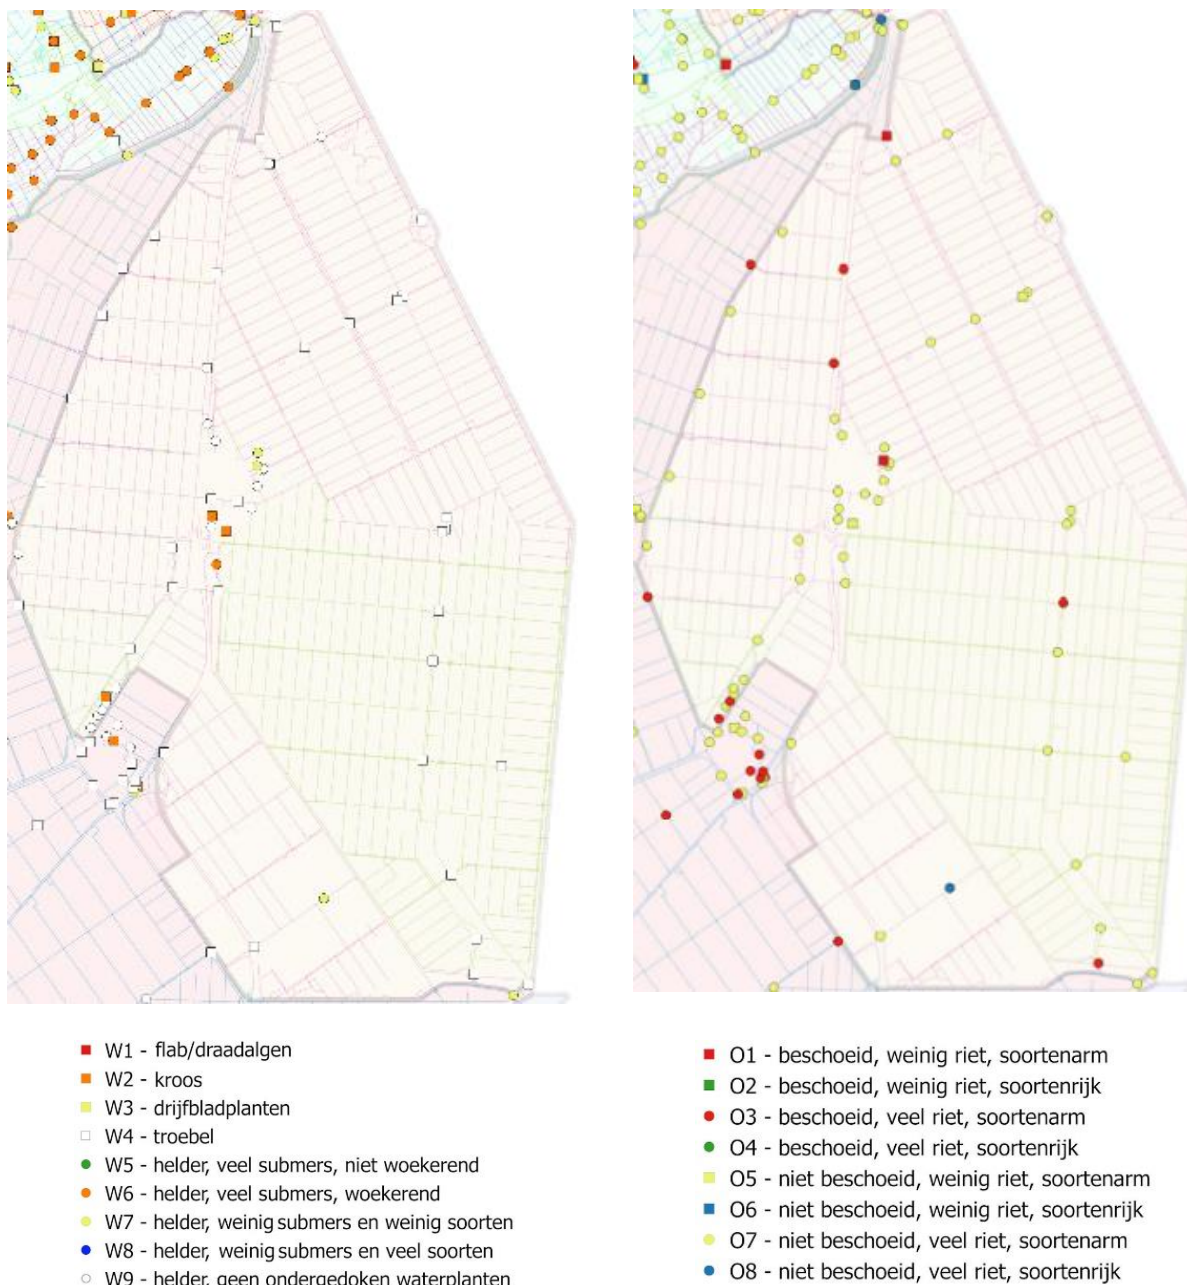 W1 - flab/draadalgen
W2 - kroos
W3 - drijfbladplanten
W4 - troebel
W5 - helder, veel submers, niet woekerend
W6 - helder, veel submers, woekerend
W7 - helder, weinig submers en weinig soorten
W8 - helder, weinig submers en veel soorten
W9 - helder, geen ondergedoken waterplanten
O1 - beschoeid, weinig riet, soortenarm
O2 - beschoeid, weinig riet, soortenrijk
O3 - beschoeid, veel riet, soortenarm
O4 - beschoeid, veel riet, soortenrijk
O5 - niet beschoeid, weinig riet, soortenarm
O6 - niet beschoeid, weinig riet, soortenrijk
O7 - niet beschoeid, veel riet, soortenarm
O8 - niet beschoeid, veel riet, soortenrijk